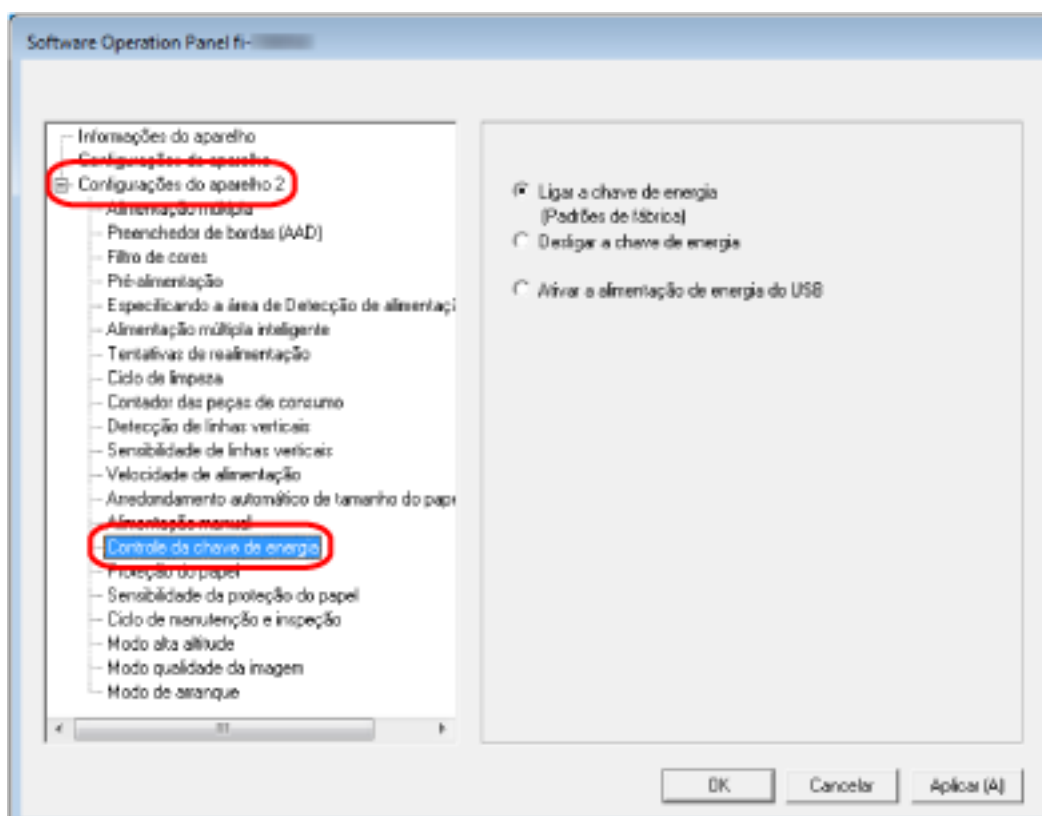 Software Operation Panel fi-
Informações do aparelho
Configurações do aparelho
Configurações do aparelho 2
Alimentação múltipla
Preenchedor de bordas (AAD)
Filtro de cores
Pré-alimentação
Especificando a área de Detecção de alimentaçã
Alimentação múltipla inteligente
Tentativas de realimentação
Ciclo de limpeza
Contador das peças de consumo
Detecção de linhas verticais
Sensibilidade de linhas verticais
Velocidade de alimentação
Arredondamento automático de tamanho do pape
Alimentação manual
Controle da chave de energia
Proteção do papel
Sensibilidade da proteção do papel
Ciclo de manutenção e inspeção
Modo alta altitude
Modo qualidade da imagem
Modo de arranque
Ligar a chave de energia
(Padrões de fábrica)
Desligar a chave de energia
Ativar a alimentação de energia do USB
OK Cancelar Aplicar (A)